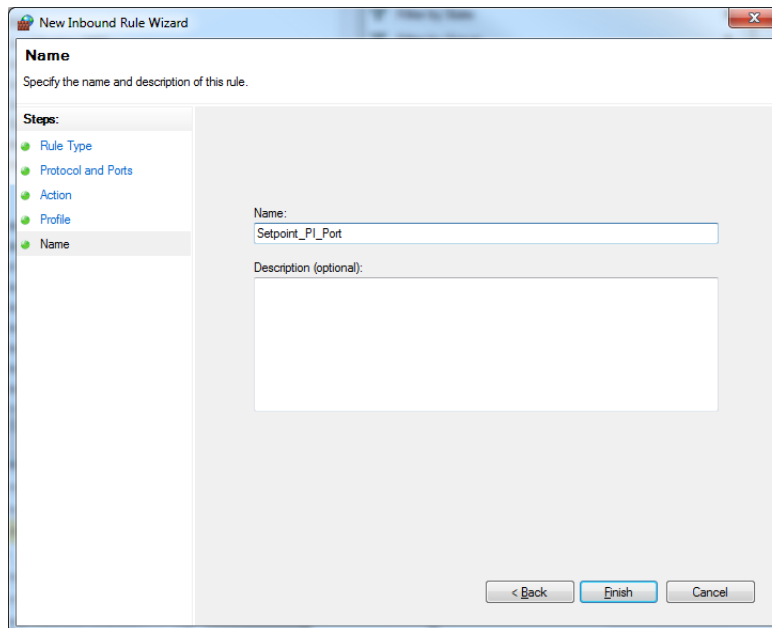 New Inbound Rule Wizard
Name
Specify the name and description of this rule.
Steps:
Rule Type
Protocol and Ports
Action
Profile
Name
Name:
Setpoint_PI_Port
Description (optional):
< Back
Finish
Cancel